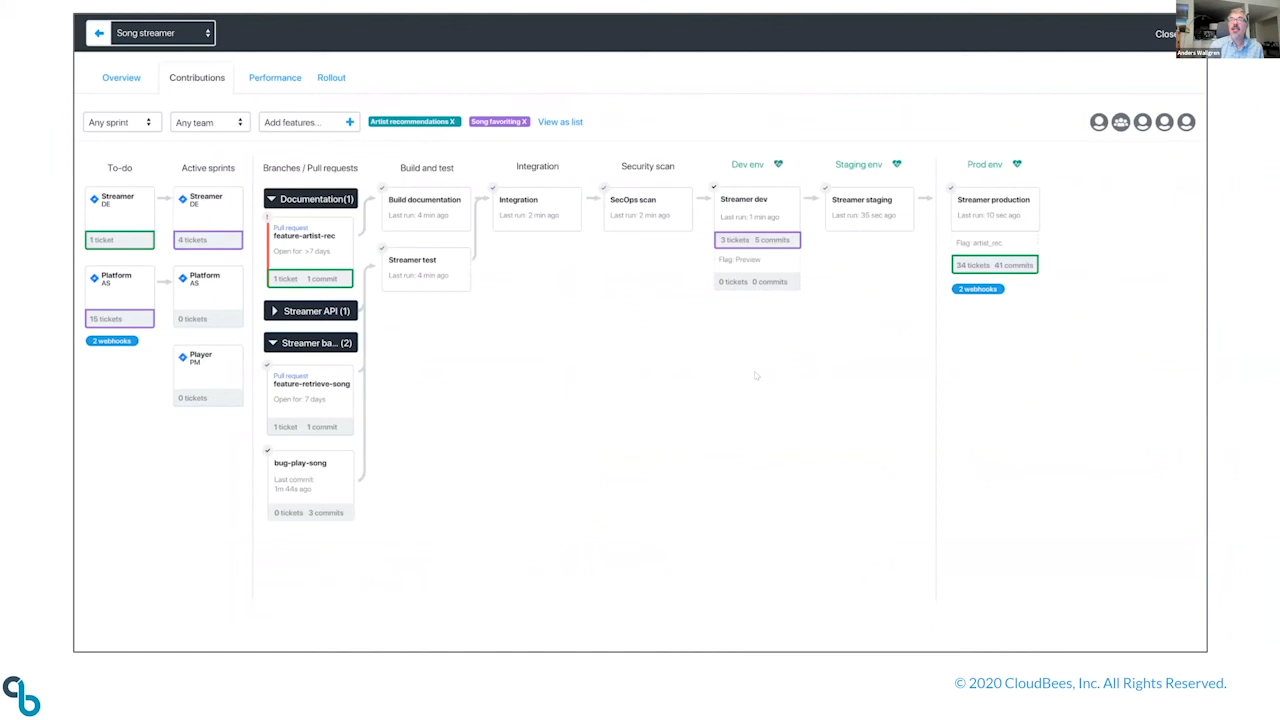 Song streamer
Close
Anders Wallgren
Overview
Contributions
Performance
Rollout
Any sprint
Any team
Add features...
Artist recommendations X
Song favoriting X
View as list
To-do
Active sprints
Branches / Pull requests
Build and test
Integration
Security scan
Dev env
Staging env
Prod env
Streamer
DE
1 ticket
Platform
AS
15 tickets
2 webhooks
Streamer
DE
4 tickets
Platform
AS
0 tickets
Player
PM
0 tickets
Documentation(1)
Pull request
feature-artist-rec
Open for: >7 days
1 ticket 1 commit
Streamer API (1)
Streamer ba... (2)
Pull request
feature-retrieve-song
Open for: 7 days
1 ticket 1 commit
bug-play-song
Last commit:
1m 44s ago
0 tickets 3 commits
Build documentation
Last run: 4 min ago
Streamer test
Last run: 4 min ago
Integration
Last run: 2 min ago
SecOps scan
Last run: 2 min ago
Streamer dev
Last run: 1 min ago
3 tickets 5 commits
Flag: Preview
0 tickets 0 commits
Streamer staging
Last run: 35 sec ago
Streamer production
Last run: 10 sec ago
Flag: artist_rec
34 tickets 41 commits
2 webhooks
© 2020 CloudBees, Inc. All Rights Reserved.